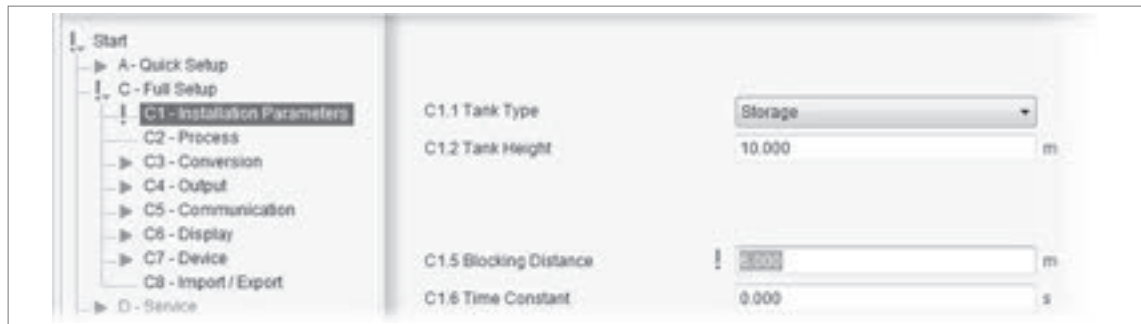 Start
A - Quick Setup
C - Full Setup
C1 - Installation Parameters
C2 - Process
C3 - Conversion
C4 - Output
C5 - Communication
C6 - Display
C7 - Device
C8 - Import / Export
D - Service
C1.1 Tank Type Storage
C1.2 Tank Height 10.000 m
C1.5 Blocking Distance ! m
C1.6 Time Constant 0.000 s